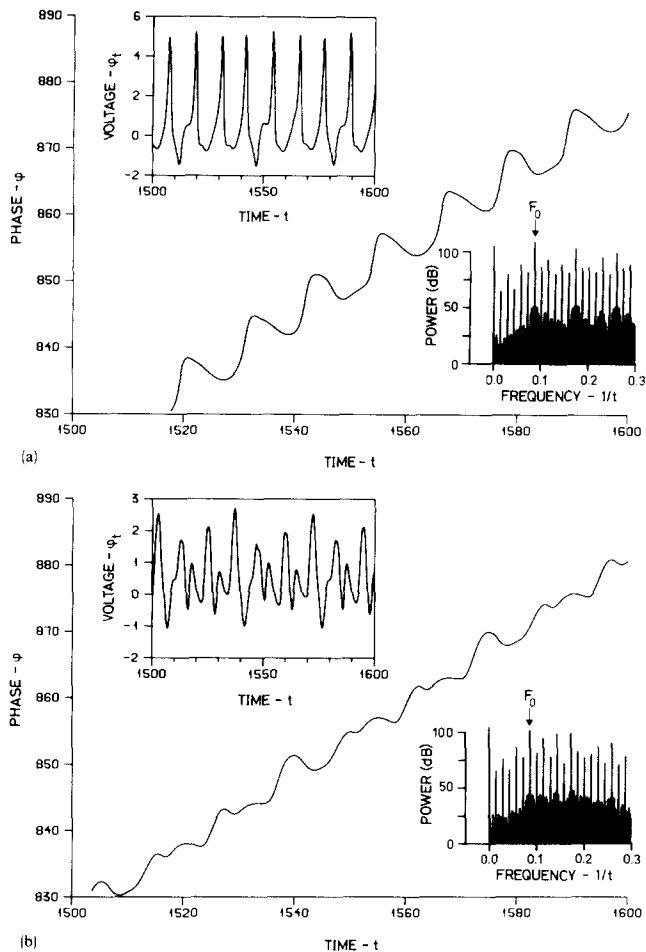 890
880
870
860
850
840
830
PHASE - φ
1500 1520 1540 1560 1580 1600
TIME - t
(a)
6
5
4
3
2
1
0
-1
-2
VOLTAGE - φt
1500 1550 1600
TIME - t
F0
100
50
0
POWER (dB)
0.0 0.1 0.2 0.3
FREQUENCY - 1/t
890
880
870
860
850
840
830
PHASE - φ
1500 1520 1540 1560 1580 1600
TIME - t
(b)
3
2
1
0
-1
-2
VOLTAGE - φt
1500 1550 1600
TIME - t
F0
100
50
0
POWER (dB)
0.0 0.1 0.2 0.3
FREQUENCY - 1/t